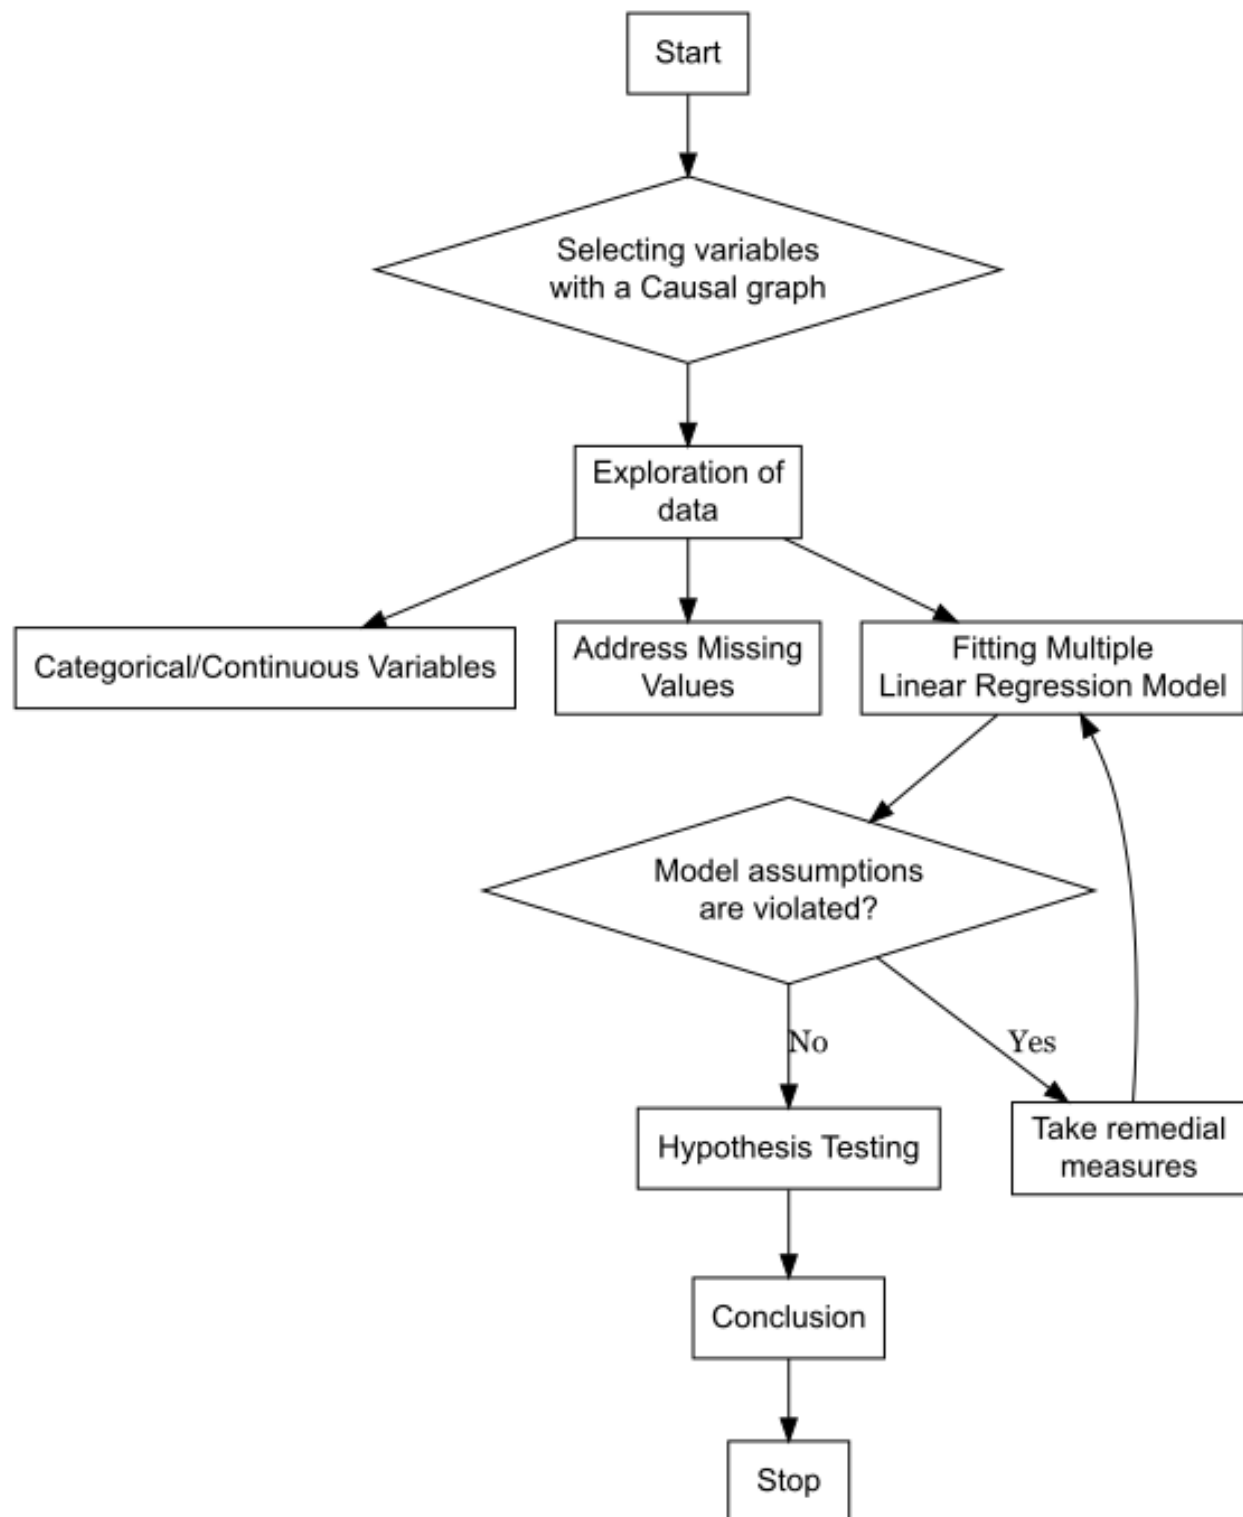 Start
Selecting variables
with a Causal graph
Exploration of
data
Categorical/Continuous Variables
Address Missing
Values
Fitting Multiple
Linear Regression Model
Model assumptions
are violated?
No
Yes
Hypothesis Testing
Take remedial
measures
Conclusion
Stop